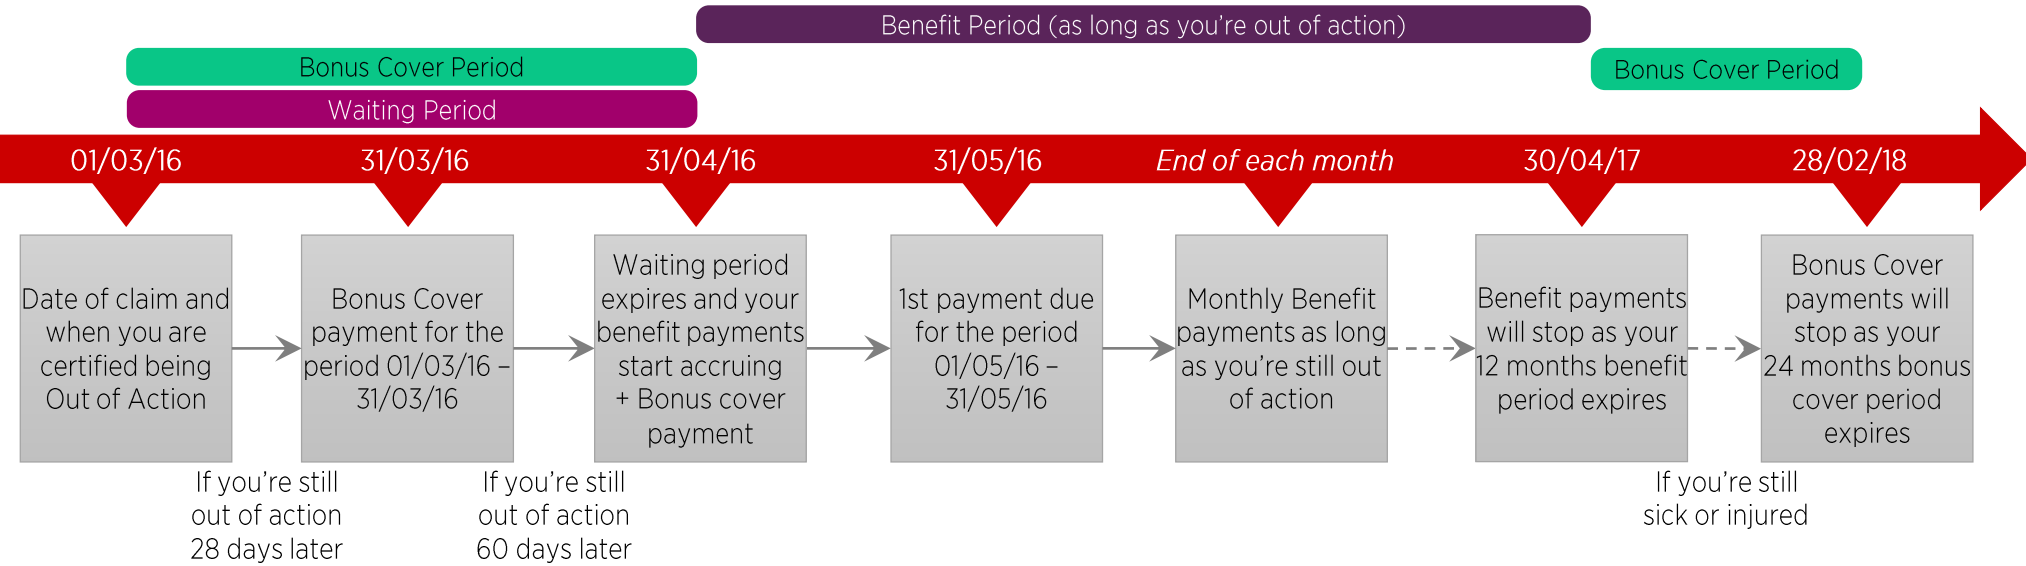 Benefit Period (as long as you’re out of action)
Bonus Cover Period
Bonus Cover Period
Waiting Period
01/03/16
31/03/16
31/04/16
31/05/16
End of each month
30/04/17
28/02/18
Date of claim and
when you are
certified being
Out of Action
Bonus Cover
payment for the
period 01/03/16 –
31/03/16
Waiting period
expires and your
benefit payments
start accruing
+ Bonus cover
payment
1st payment due
for the period
01/05/16 –
31/05/16
Monthly Benefit
payments as long
as you’re still out
of action
Benefit payments
will stop as your
12 months benefit
period expires
Bonus Cover
payments will
stop as your
24 months bonus
cover period
expires
If you’re still
out of action
28 days later
If you’re still
out of action
60 days later
If you’re still
sick or injured